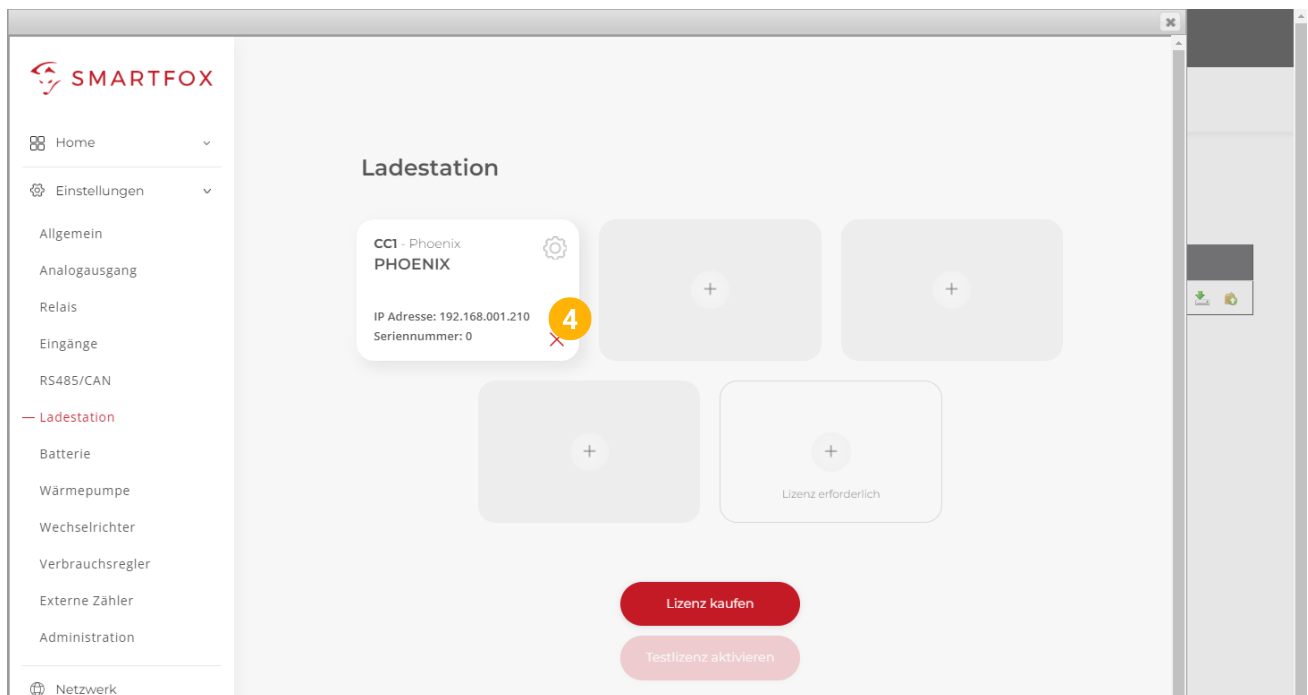 SMARTFOX
Home
Einstellungen
Allgemein
Analogausgang
Relais
Eingänge
RS485/CAN
Ladestation
Batterie
Wärmepumpe
Wechselrichter
Verbrauchsregler
Externe Zähler
Administration
Netzwerk
Ladestation
CC1 - Phoenix
PHOENIX
IP Adresse: 192.168.001.210
Seriennummer: 0
4
Lizenz erforderlich
Lizenz kaufen
Testlizenz aktivieren